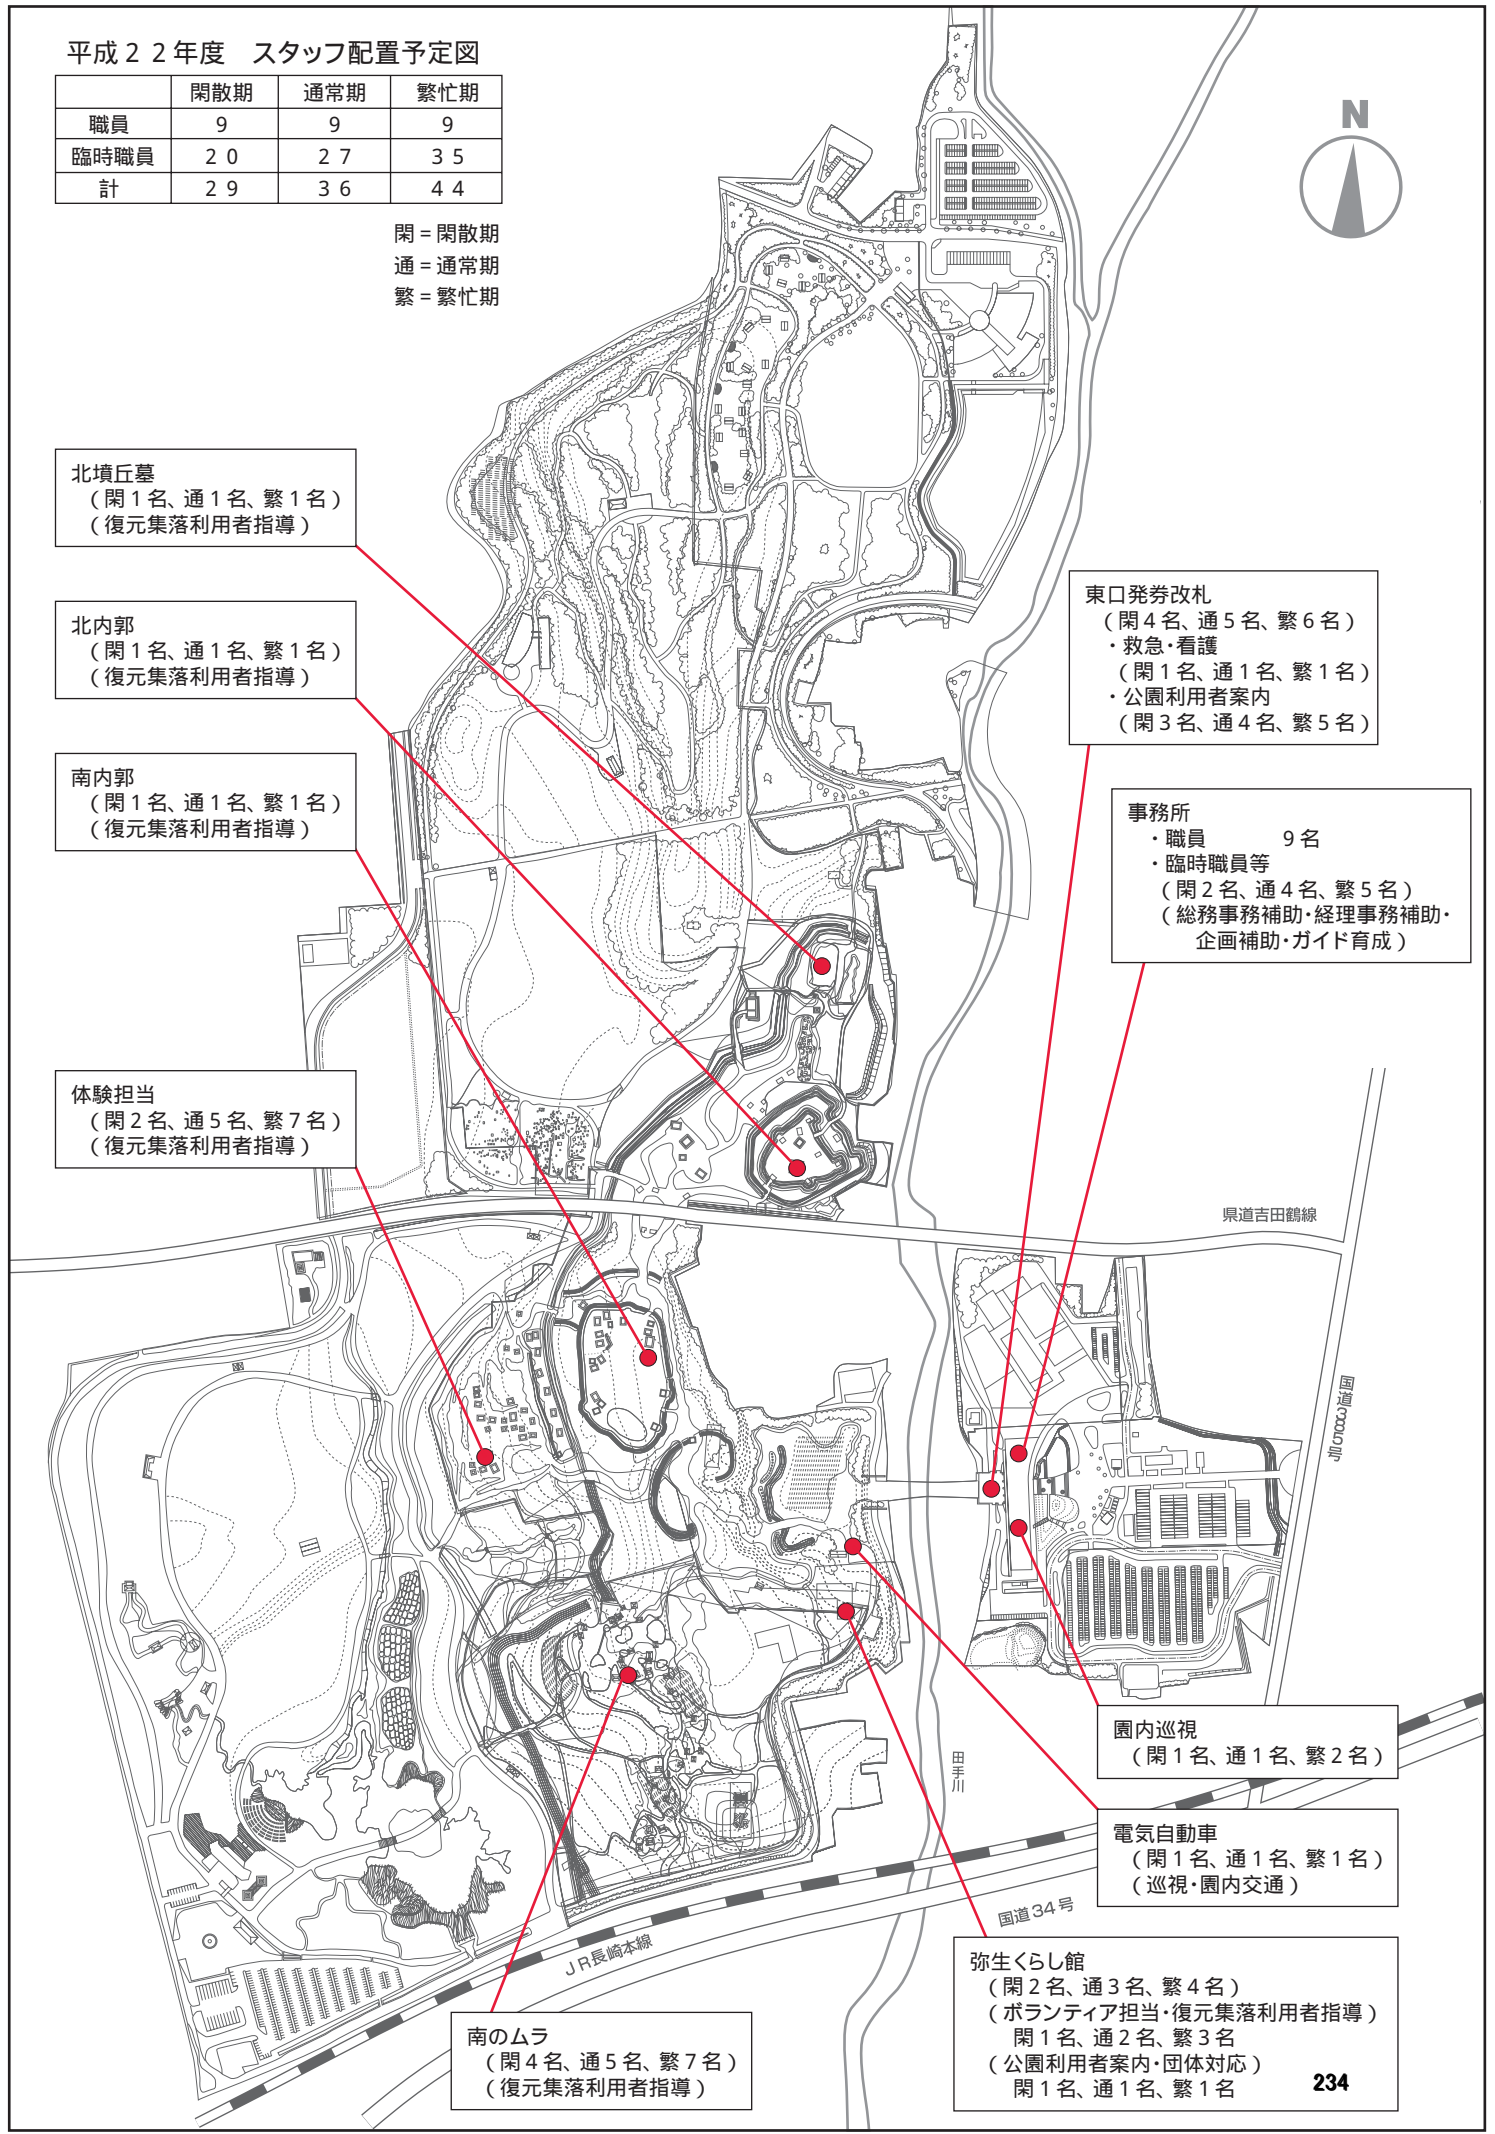 平成２２年度　スタッフ配置予定図
閑散期 通常期 繁忙期
職員 9 9 9
臨時職員 ２０ ２７ ３５
計 ２９ ３６ ４４
閑＝閑散期
通＝通常期
繁＝繁忙期
N
北墳丘墓
（閑１名、通１名、繁１名）
（復元集落利用者指導）
北内郭
（閑１名、通１名、繁１名）
（復元集落利用者指導）
南内郭
（閑１名、通１名、繁１名）
（復元集落利用者指導）
体験担当
（閑２名、通５名、繁７名）
（復元集落利用者指導）
東口発券改札
（閑４名、通５名、繁６名）
・救急・看護
（閑１名、通１名、繁１名）
・公園利用者案内
（閑３名、通４名、繁５名）
事務所
・職員　　　９名
・臨時職員等
（閑２名、通４名、繁５名）
（総務事務補助・経理事務補助・
企画補助・ガイド育成）
県道吉田鶴線
国道385号
園内巡視
（閑１名、通１名、繁２名）
田手川
電気自動車
（閑１名、通１名、繁１名）
（巡視・園内交通）
国道34号
ＪＲ長崎本線
弥生くらし館
（閑２名、通３名、繁４名）
（ボランティア担当・復元集落利用者指導）
閑１名、通２名、繁３名
（公園利用者案内・団体対応）
閑１名、通１名、繁１名
南のムラ
（閑４名、通５名、繁７名）
（復元集落利用者指導）
234